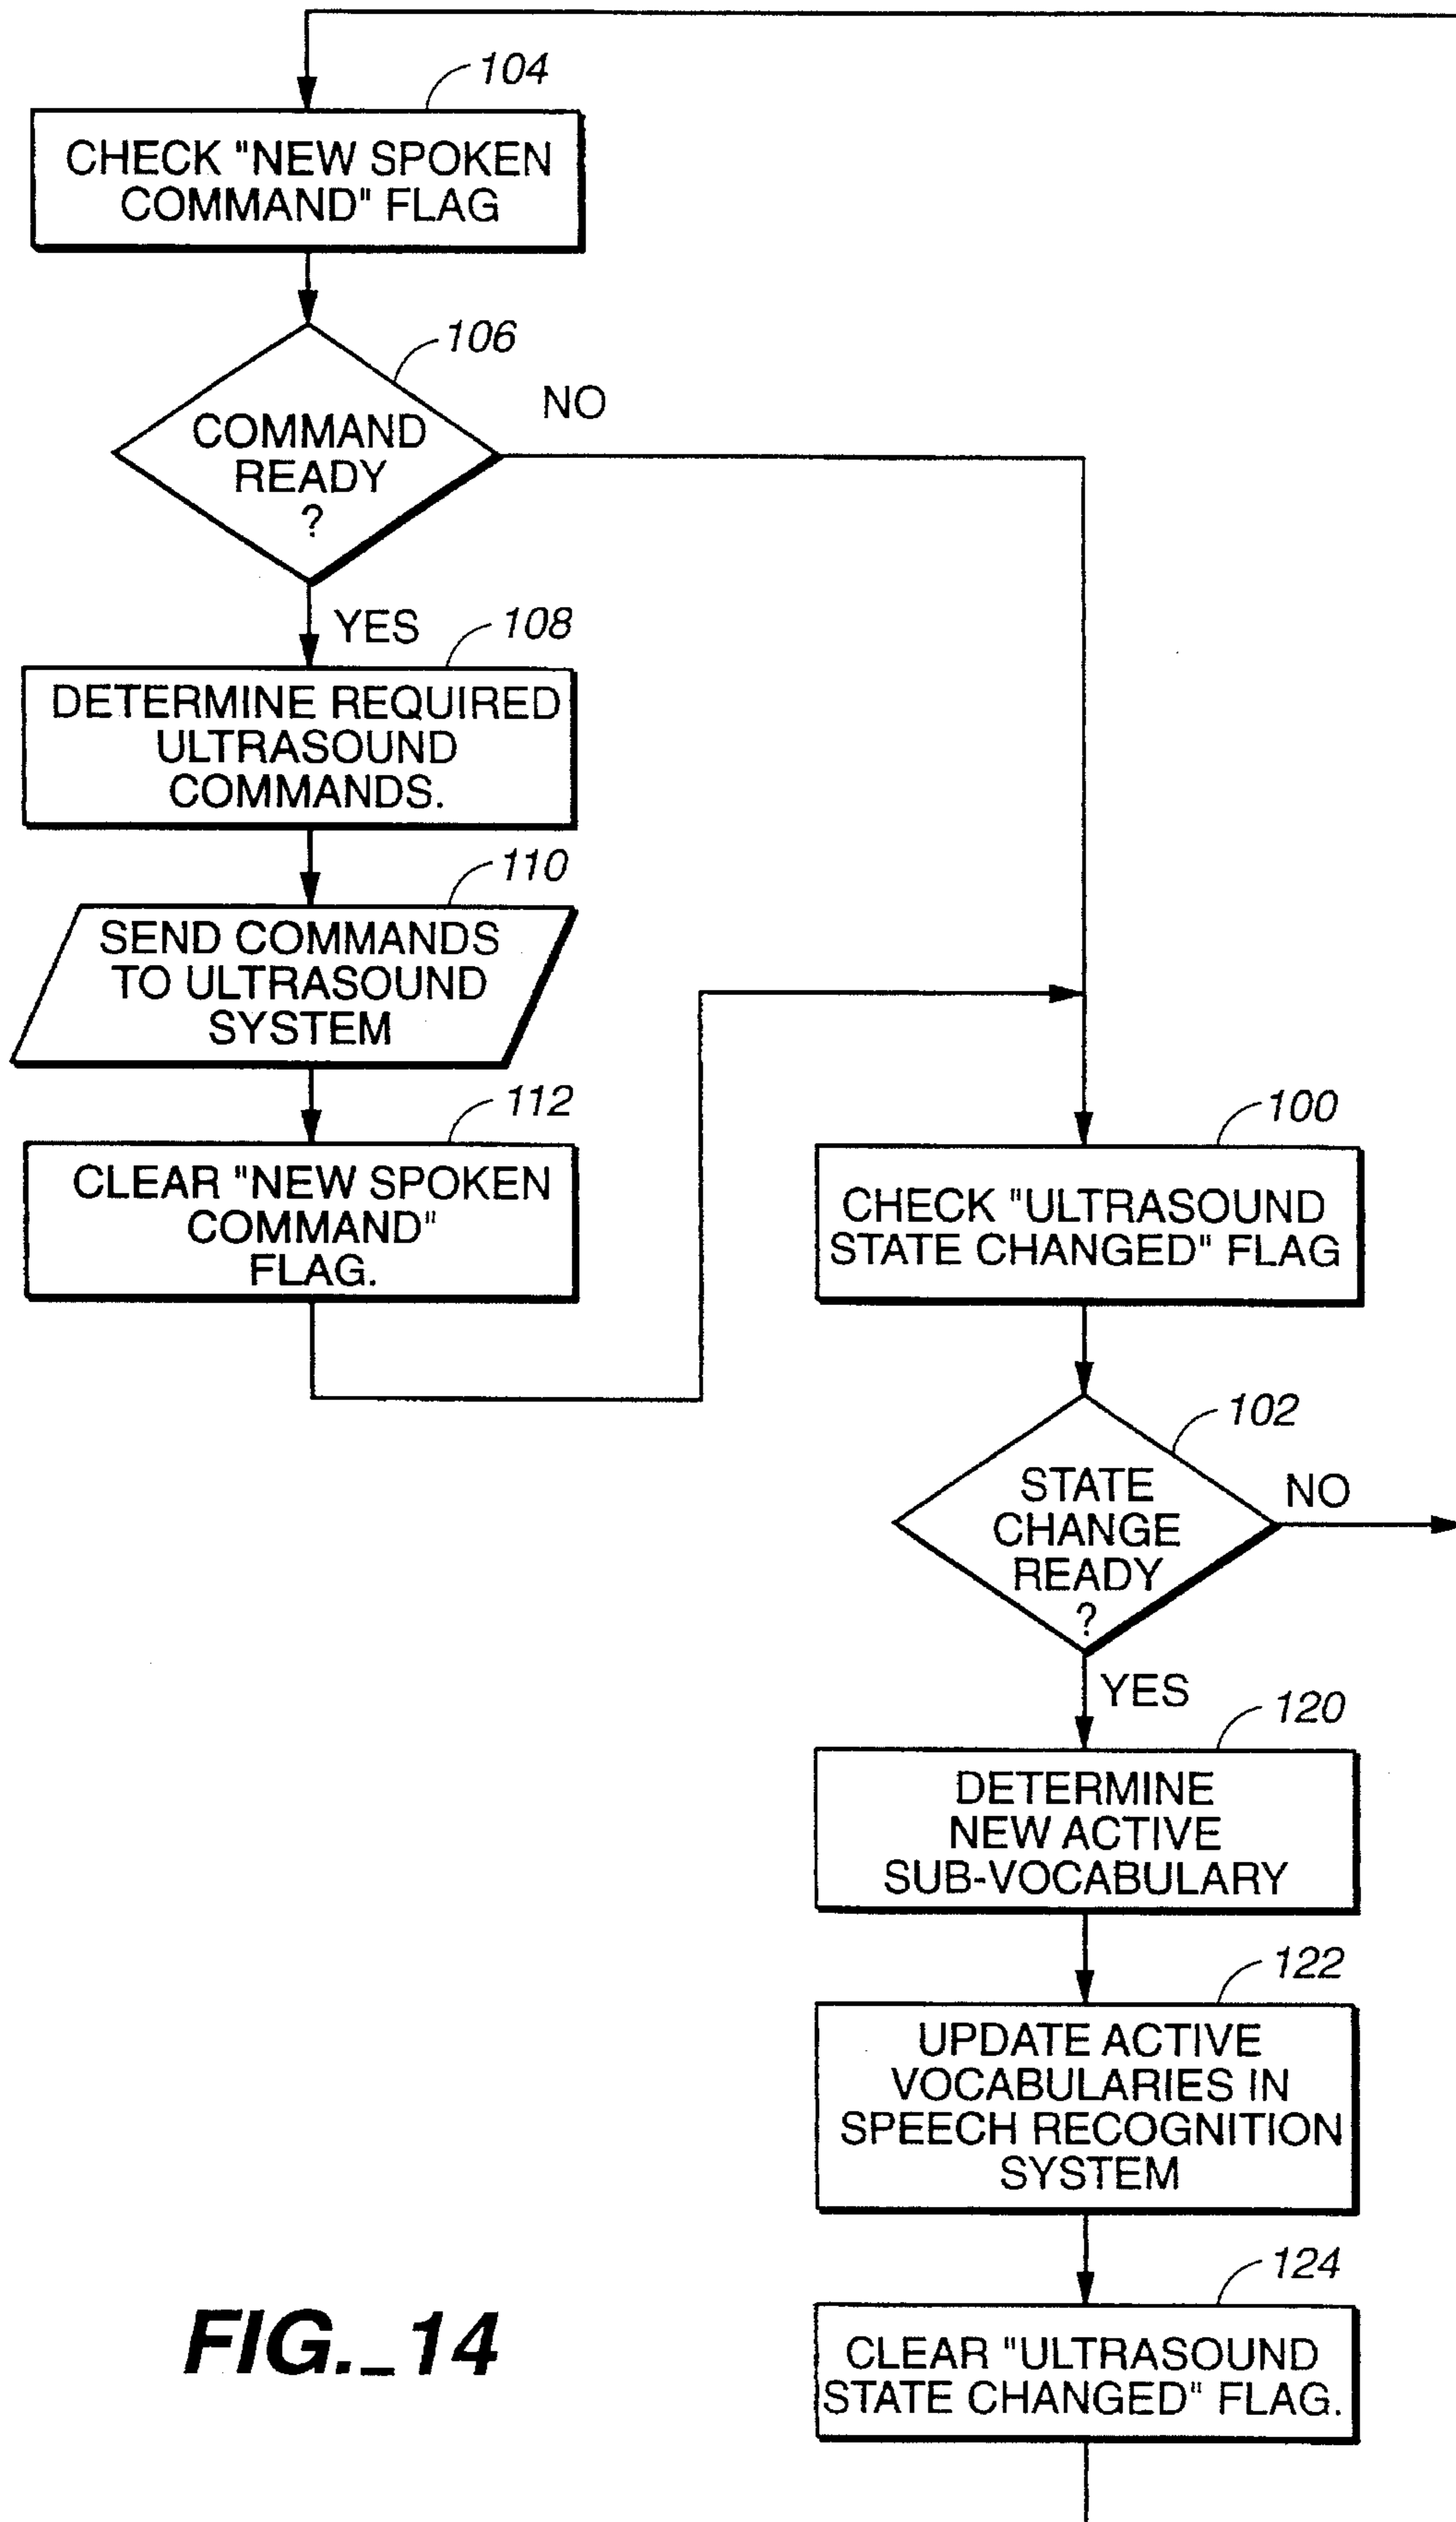 104
CHECK "NEW SPOKEN
COMMAND" FLAG
106
COMMAND
READY
?
NO
YES
108
DETERMINE REQUIRED
ULTRASOUND
COMMANDS.
110
SEND COMMANDS
TO ULTRASOUND
SYSTEM
112
CLEAR "NEW SPOKEN
COMMAND"
FLAG.
100
CHECK "ULTRASOUND
STATE CHANGED" FLAG
102
STATE
CHANGE
READY
?
NO
YES
120
DETERMINE
NEW ACTIVE
SUB-VOCABULARY
122
UPDATE ACTIVE
VOCABULARIES IN
SPEECH RECOGNITION
SYSTEM
124
CLEAR "ULTRASOUND
STATE CHANGED" FLAG.
FIG._14